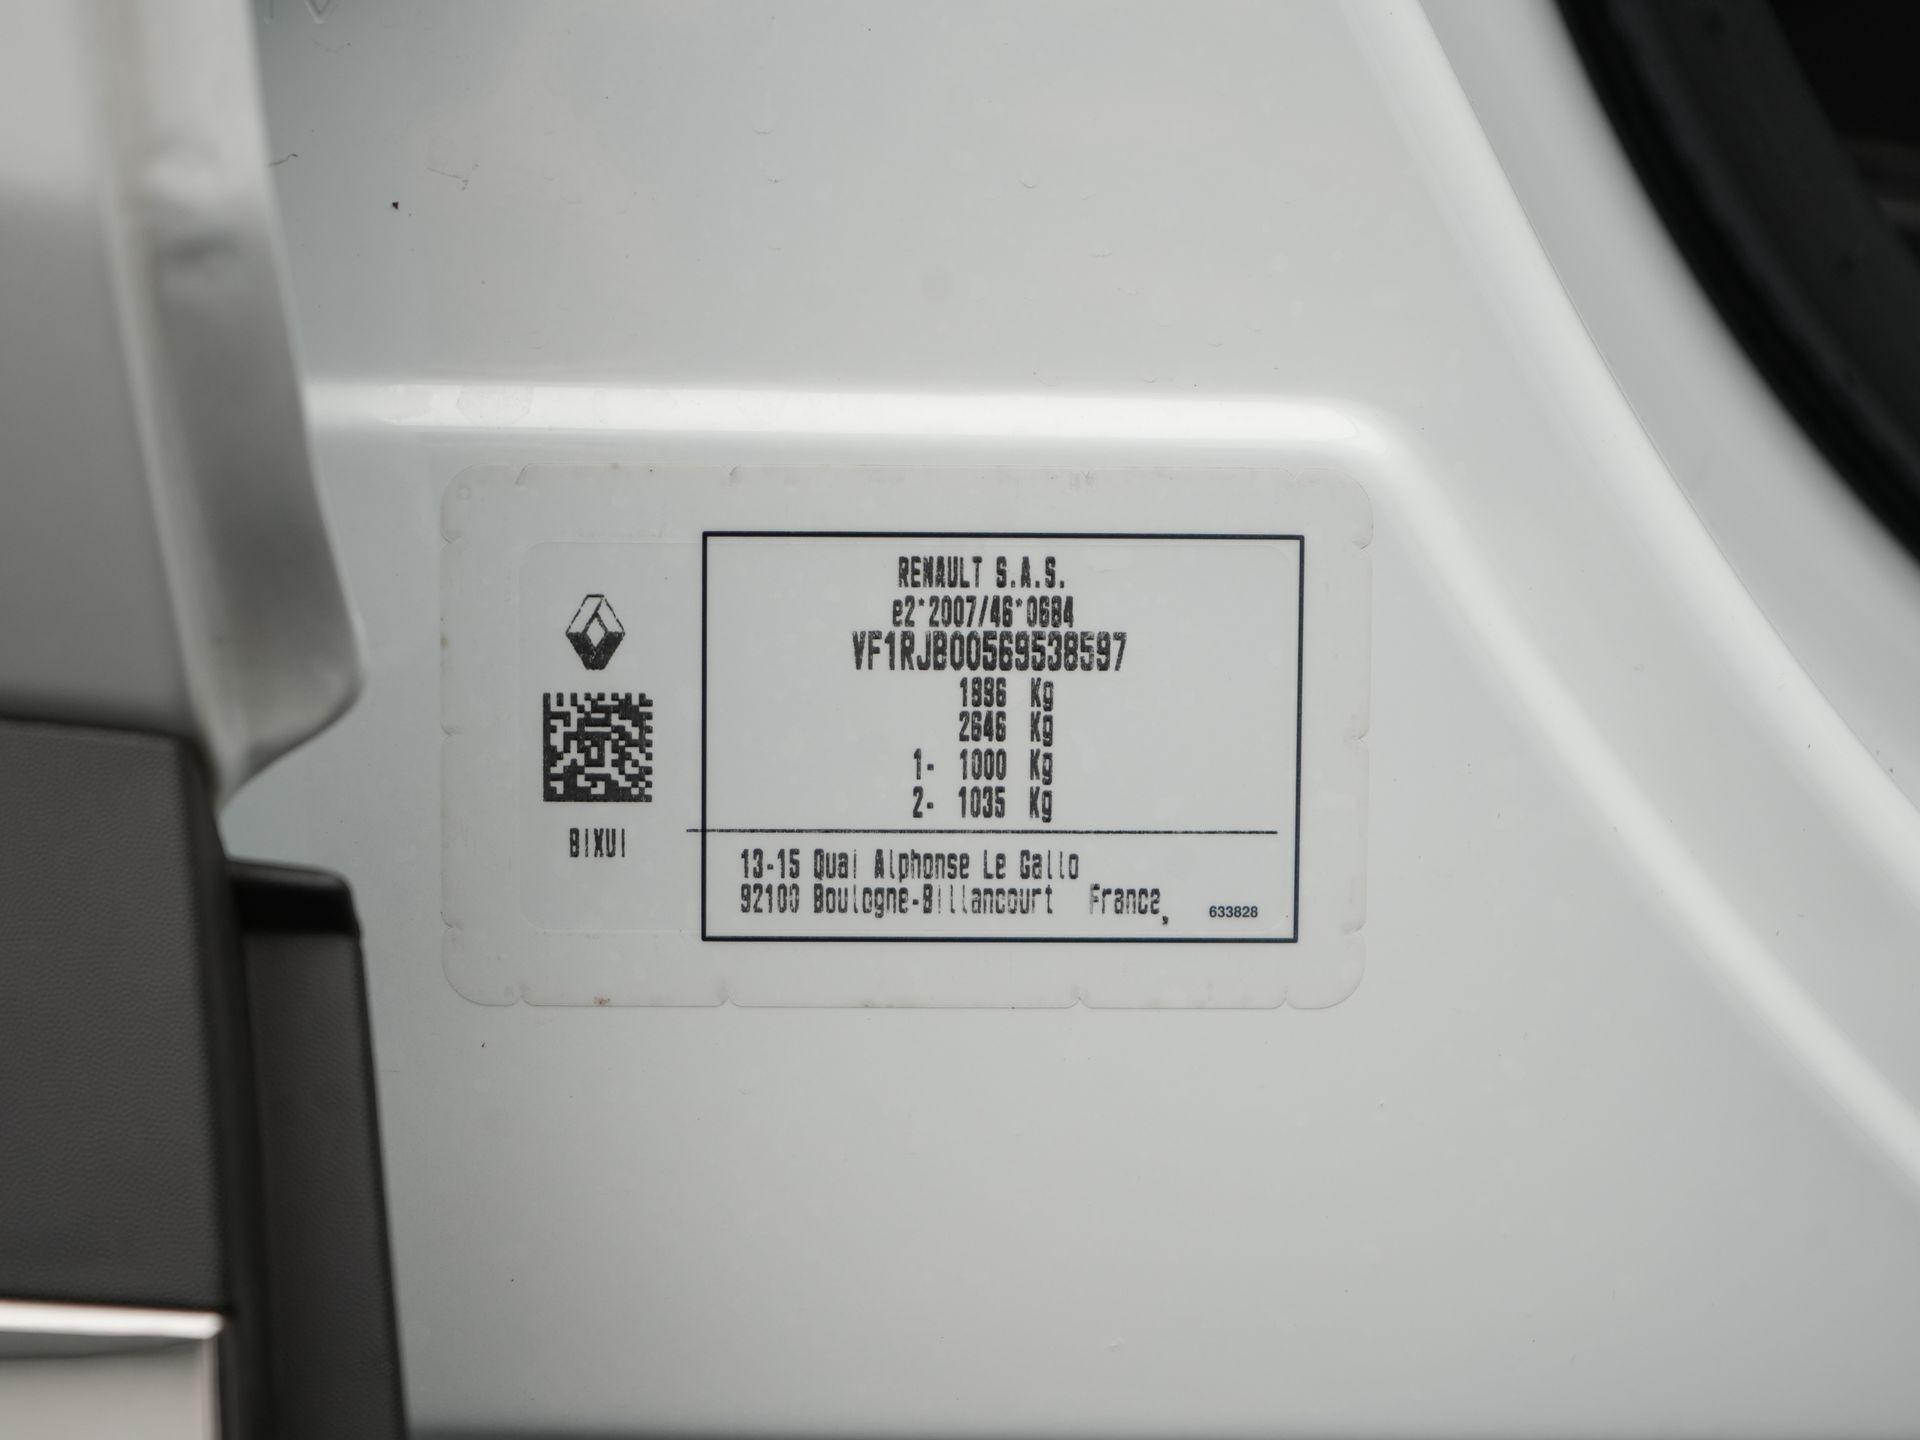 RENAULT S.A.S.
e2*2007/46*0684
VF1RJB00569538597
1896 Kg
2646 Kg
1- 1000 Kg
2- 1035 Kg
BIXUI
13-15 Quai Alphonse Le Gallo
92100 Boulogne-Billancourt France
633828